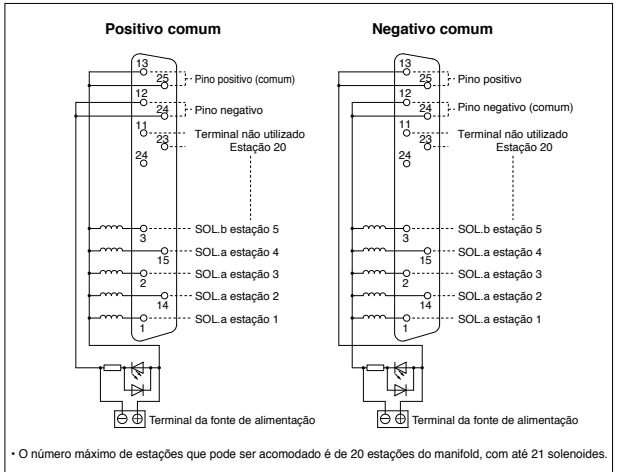 Positivo comum
13
25
Pino positivo (comum)
12
24
Pino negativo
11
Terminal não utilizado
23
Estação 20
24
SOL.b estação 5
3
SOL.a estação 4
15
SOL.a estação 3
2
SOL.a estação 2
14
SOL.a estação 1
1
Terminal da fonte de alimentação
Negativo comum
13
25
Pino positivo
12
24
Pino negativo (comum)
11
Terminal não utilizado
23
Estação 20
24
SOL.b estação 5
3
SOL.a estação 4
15
SOL.a estação 3
2
SOL.a estação 2
14
SOL.a estação 1
1
Terminal da fonte de alimentação
• O número máximo de estações que pode ser acomodado é de 20 estações do manifold, com até 21 solenoides.